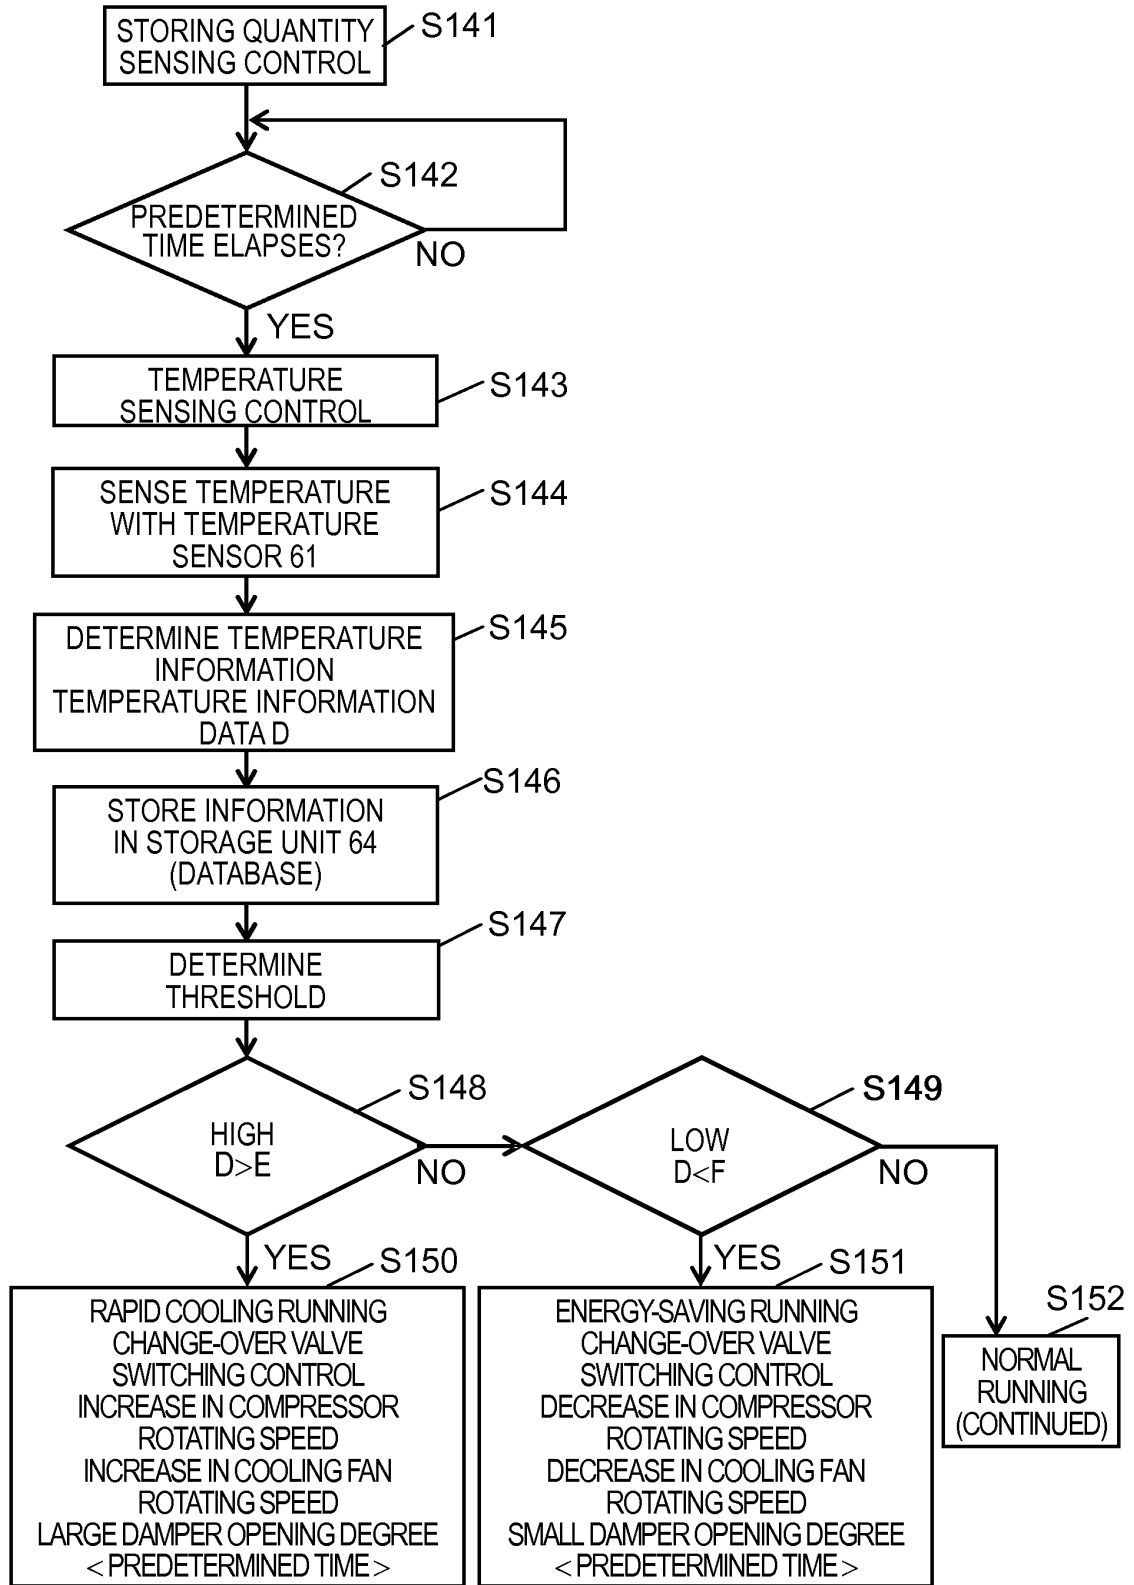 STORING QUANTITY
SENSING CONTROL
S141
S142
PREDETERMINED
TIME ELAPSES?
NO
YES
TEMPERATURE
SENSING CONTROL
S143
SENSE TEMPERATURE
WITH TEMPERATURE
SENSOR 61
S144
DETERMINE TEMPERATURE
INFORMATION
TEMPERATURE INFORMATION
DATA D
S145
STORE INFORMATION
IN STORAGE UNIT 64
(DATABASE)
S146
DETERMINE
THRESHOLD
S147
HIGH
D>E
S148
NO
YES
LOW
D<F
S149
NO
YES
S150
RAPID COOLING RUNNING
CHANGE-OVER VALVE
SWITCHING CONTROL
INCREASE IN COMPRESSOR
ROTATING SPEED
INCREASE IN COOLING FAN
ROTATING SPEED
LARGE DAMPER OPENING DEGREE
< PREDETERMINED TIME >
S151
ENERGY-SAVING RUNNING
CHANGE-OVER VALVE
SWITCHING CONTROL
DECREASE IN COMPRESSOR
ROTATING SPEED
DECREASE IN COOLING FAN
ROTATING SPEED
SMALL DAMPER OPENING DEGREE
< PREDETERMINED TIME >
S152
NORMAL
RUNNING
(CONTINUED)